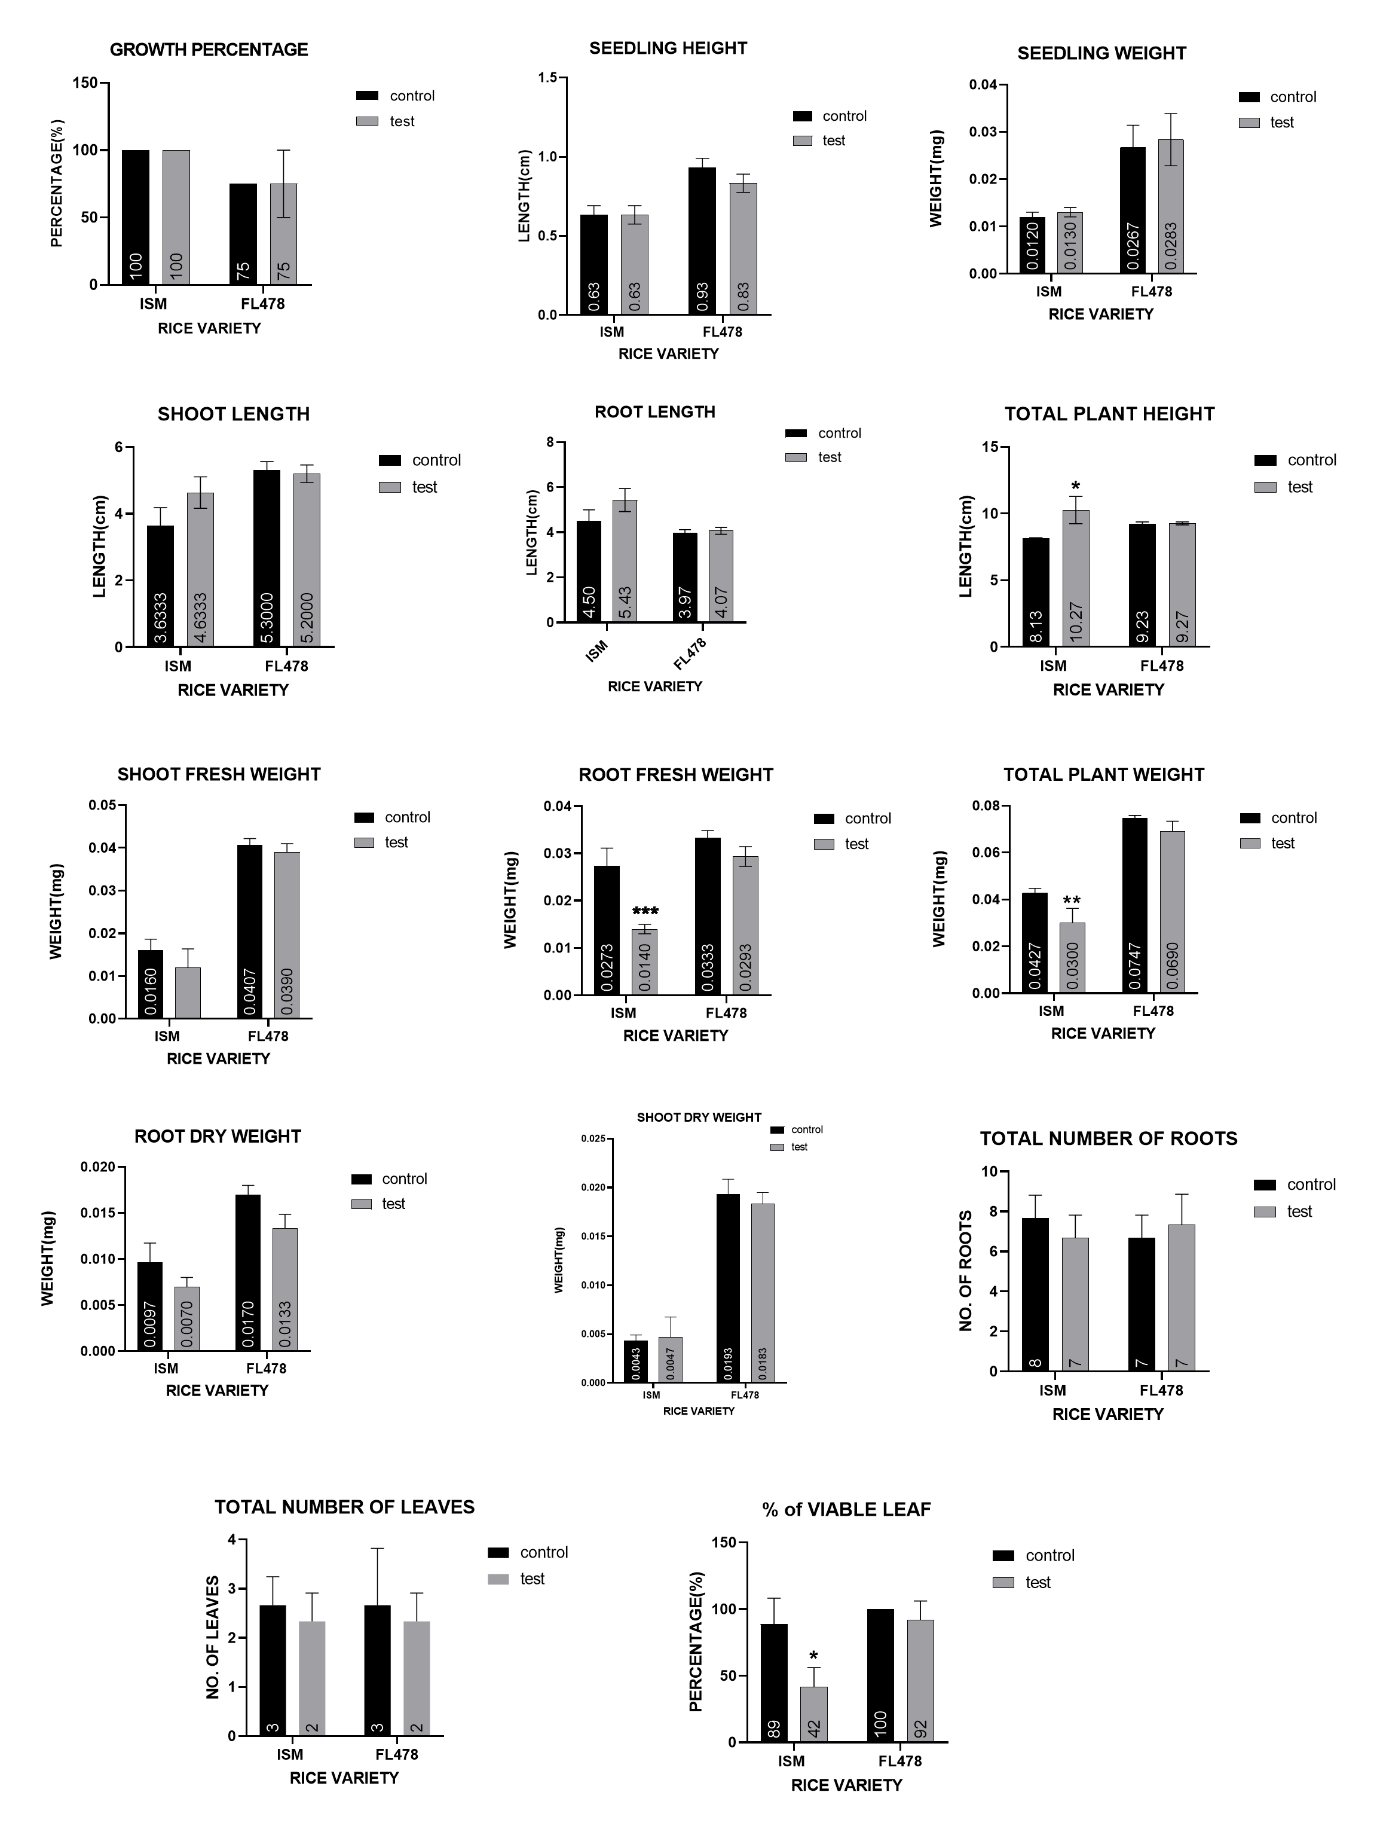 GROWTH PERCENTAGE
PERCENTAGE(%)
150
100
50
0
100
100
75
75
ISM
FL478
RICE VARIETY
control
test
SEEDLING HEIGHT
LENGTH(cm)
1.5
1.0
0.5
0.0
0.63
0.63
0.93
0.83
ISM
FL478
RICE VARIETY
control
test
SEEDLING WEIGHT
WEIGHT(mg)
0.04
0.03
0.02
0.01
0.00
0.0120
0.0130
0.0267
0.0283
ISM
FL478
RICE VARIETY
control
test
SHOOT LENGTH
LENGTH(cm)
6
4
2
0
3.6333
4.6333
5.3000
5.2000
ISM
FL478
RICE VARIETY
control
test
ROOT LENGTH
LENGTH(cm)
8
6
4
2
0
4.50
5.43
3.97
4.07
ISM
FL478
RICE VARIETY
control
test
TOTAL PLANT HEIGHT
LENGTH(cm)
15
10
5
0
*
8.13
10.27
9.23
9.27
ISM
FL478
RICE VARIETY
control
test
SHOOT FRESH WEIGHT
WEIGHT(mg)
0.05
0.04
0.03
0.02
0.01
0.00
0.0160
0.0407
0.0390
ISM
FL478
RICE VARIETY
control
test
ROOT FRESH WEIGHT
WEIGHT(mg)
0.04
0.03
0.02
0.01
0.00
***
0.0273
0.0140
0.0333
0.0293
ISM
FL478
RICE VARIETY
control
test
TOTAL PLANT WEIGHT
WEIGHT(mg)
0.08
0.06
0.04
0.02
0.00
**
0.0427
0.0300
0.0747
0.0690
ISM
FL478
RICE VARIETY
control
test
ROOT DRY WEIGHT
WEIGHT(mg)
0.020
0.015
0.010
0.005
0.000
0.0097
0.0070
0.0170
0.0133
ISM
FL478
RICE VARIETY
control
test
SHOOT DRY WEIGHT
WEIGHT(mg)
0.025
0.020
0.015
0.010
0.005
0.000
0.0043
0.0047
0.0193
0.0183
ISM
FL478
RICE VARIETY
control
test
TOTAL NUMBER OF ROOTS
NO. OF ROOTS
10
8
6
4
2
0
8
7
7
7
ISM
FL478
RICE VARIETY
control
test
TOTAL NUMBER OF LEAVES
NO. OF LEAVES
4
3
2
1
0
3
2
3
2
ISM
FL478
RICE VARIETY
control
test
% of VIABLE LEAF
PERCENTAGE(%)
150
100
50
0
*
89
42
100
92
ISM
FL478
RICE VARIETY
control
test